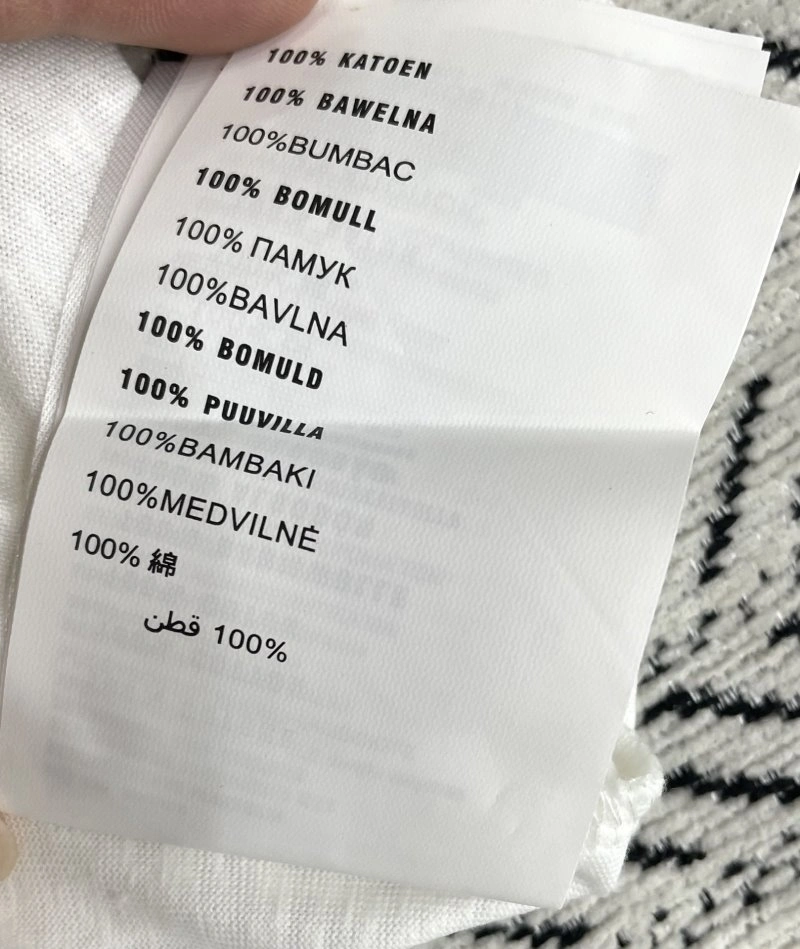 100% KATOEN
100% BAWELNA
100%BUMBAC
100% BOMULL
100% ПАМУК
100%BAVLNA
100% BOMULD
100% PUUVILLA
100%BAMBAKI
100%MEDVILNĖ
100% 綿
100% قطن